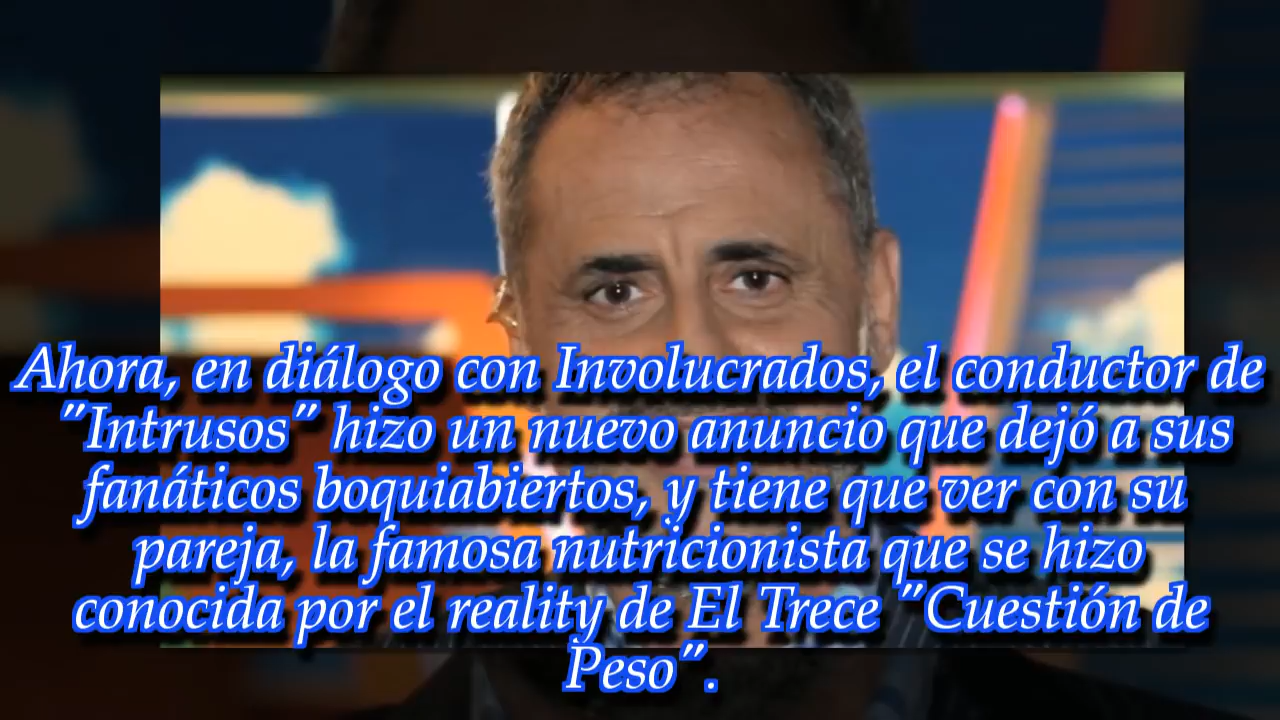 Ahora, en diálogo con Involucrados, el conductor de
"Intrusos" hizo un nuevo anuncio que dejó a sus
fanáticos boquiabiertos, y tiene que ver con su
pareja, la famosa nutricionista que se hizo
conocida por el reality de El Trece "Cuestión de
Peso".